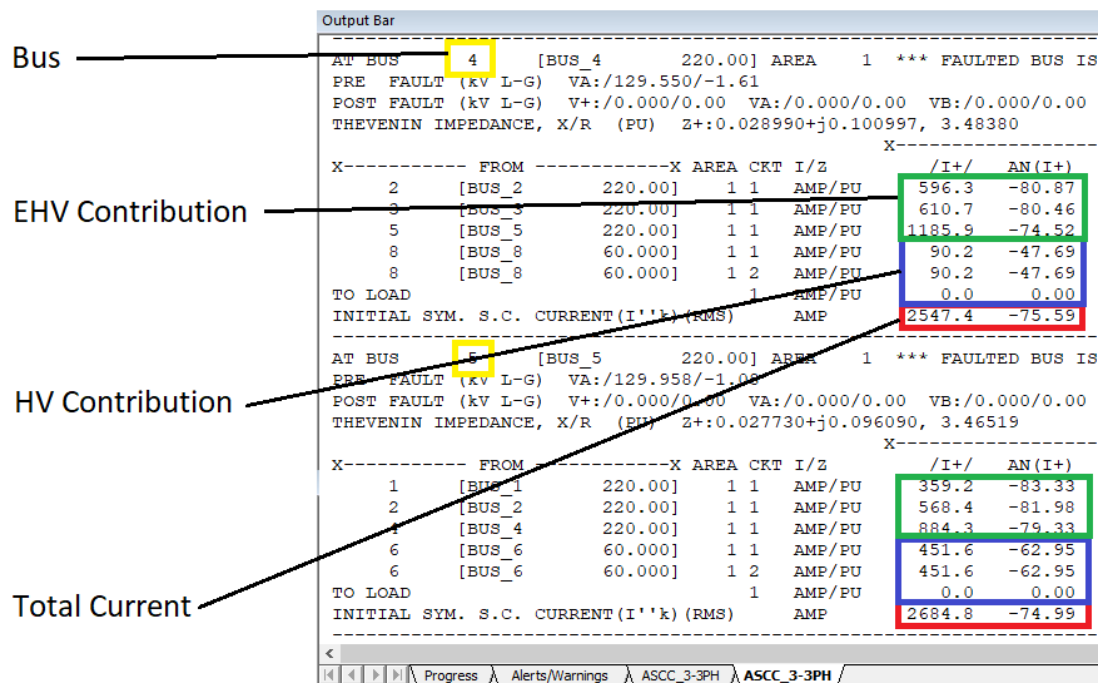 Output Bar
Bus
AT BUS 4 [BUS_4 220.00] AREA 1 *** FAULTED BUS IS
PRE FAULT (kV L-G) VA:/129.550/-1.61
POST FAULT (kV L-G) V+:/0.000/0.00 VA:/0.000/0.00 VB:/0.000/0.00
THEVENIN IMPEDANCE, X/R (PU) Z+:0.028990+j0.100997, 3.48380
X------------------
X----------- FROM ------------X AREA CKT I/Z /I+/ AN(I+)
2 [BUS_2 220.00] 1 1 AMP/PU 596.3 -80.87
EHV Contribution
3 [BUS_3 220.00] 1 1 AMP/PU 610.7 -80.46
5 [BUS_5 220.00] 1 1 AMP/PU 1185.9 -74.52
8 [BUS_8 60.000] 1 1 AMP/PU 90.2 -47.69
8 [BUS_8 60.000] 1 2 AMP/PU 90.2 -47.69
TO LOAD 1 AMP/PU 0.0 0.00
INITIAL SYM. S.C. CURRENT(I''k)(RMS) AMP 2547.4 -75.59
AT BUS 5 [BUS_5 220.00] AREA 1 *** FAULTED BUS IS
PRE FAULT (kV L-G) VA:/129.958/-1.08
HV Contribution
POST FAULT (kV L-G) V+:/0.000/0.00 VA:/0.000/0.00 VB:/0.000/0.00
THEVENIN IMPEDANCE, X/R (PU) Z+:0.027730+j0.096090, 3.46519
X------------------
X----------- FROM ------------X AREA CKT I/Z /I+/ AN(I+)
1 [BUS_1 220.00] 1 1 AMP/PU 359.2 -83.33
2 [BUS_2 220.00] 1 1 AMP/PU 568.4 -81.98
4 [BUS_4 220.00] 1 1 AMP/PU 884.3 -79.33
6 [BUS_6 60.000] 1 1 AMP/PU 451.6 -62.95
6 [BUS_6 60.000] 1 2 AMP/PU 451.6 -62.95
Total Current
TO LOAD 1 AMP/PU 0.0 0.00
INITIAL SYM. S.C. CURRENT(I''k)(RMS) AMP 2684.8 -74.99
Progress Alerts/Warnings ASCC_3-3PH ASCC_3-3PH